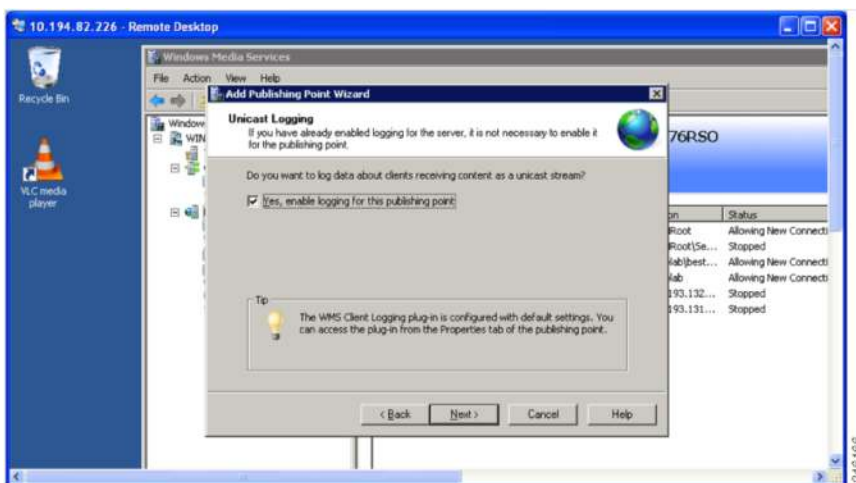 10.194.82.226 - Remote Desktop
Recycle Bin
VLC media
player
Windows Media Services
File Action View Help
Add Publishing Point Wizard
Unicast Logging
If you have already enabled logging for the server, it is not necessary to enable it
for the publishing point.
Do you want to log data about clients receiving content as a unicast stream?
Yes, enable logging for this publishing point
Tip
The WMS Client Logging plug-in is configured with default settings. You
can access the plug-in from the Properties tab of the publishing point.
< Back Next > Cancel Help
Window
WIN
76RSO
on Status
Root Allowing New Connecti
Root\Se... Stopped
lab\best... Allowing New Connecti
lab Allowing New Connecti
193.132... Stopped
193.131... Stopped